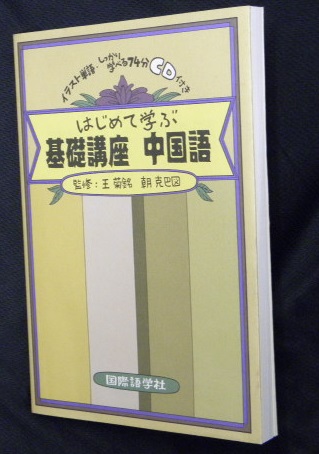 イラスト単語・しっかり学べる74分CD付き
はじめて学ぶ
基礎講座 中国語
監修:王 菊銘 朝 克巴図
国際語学社